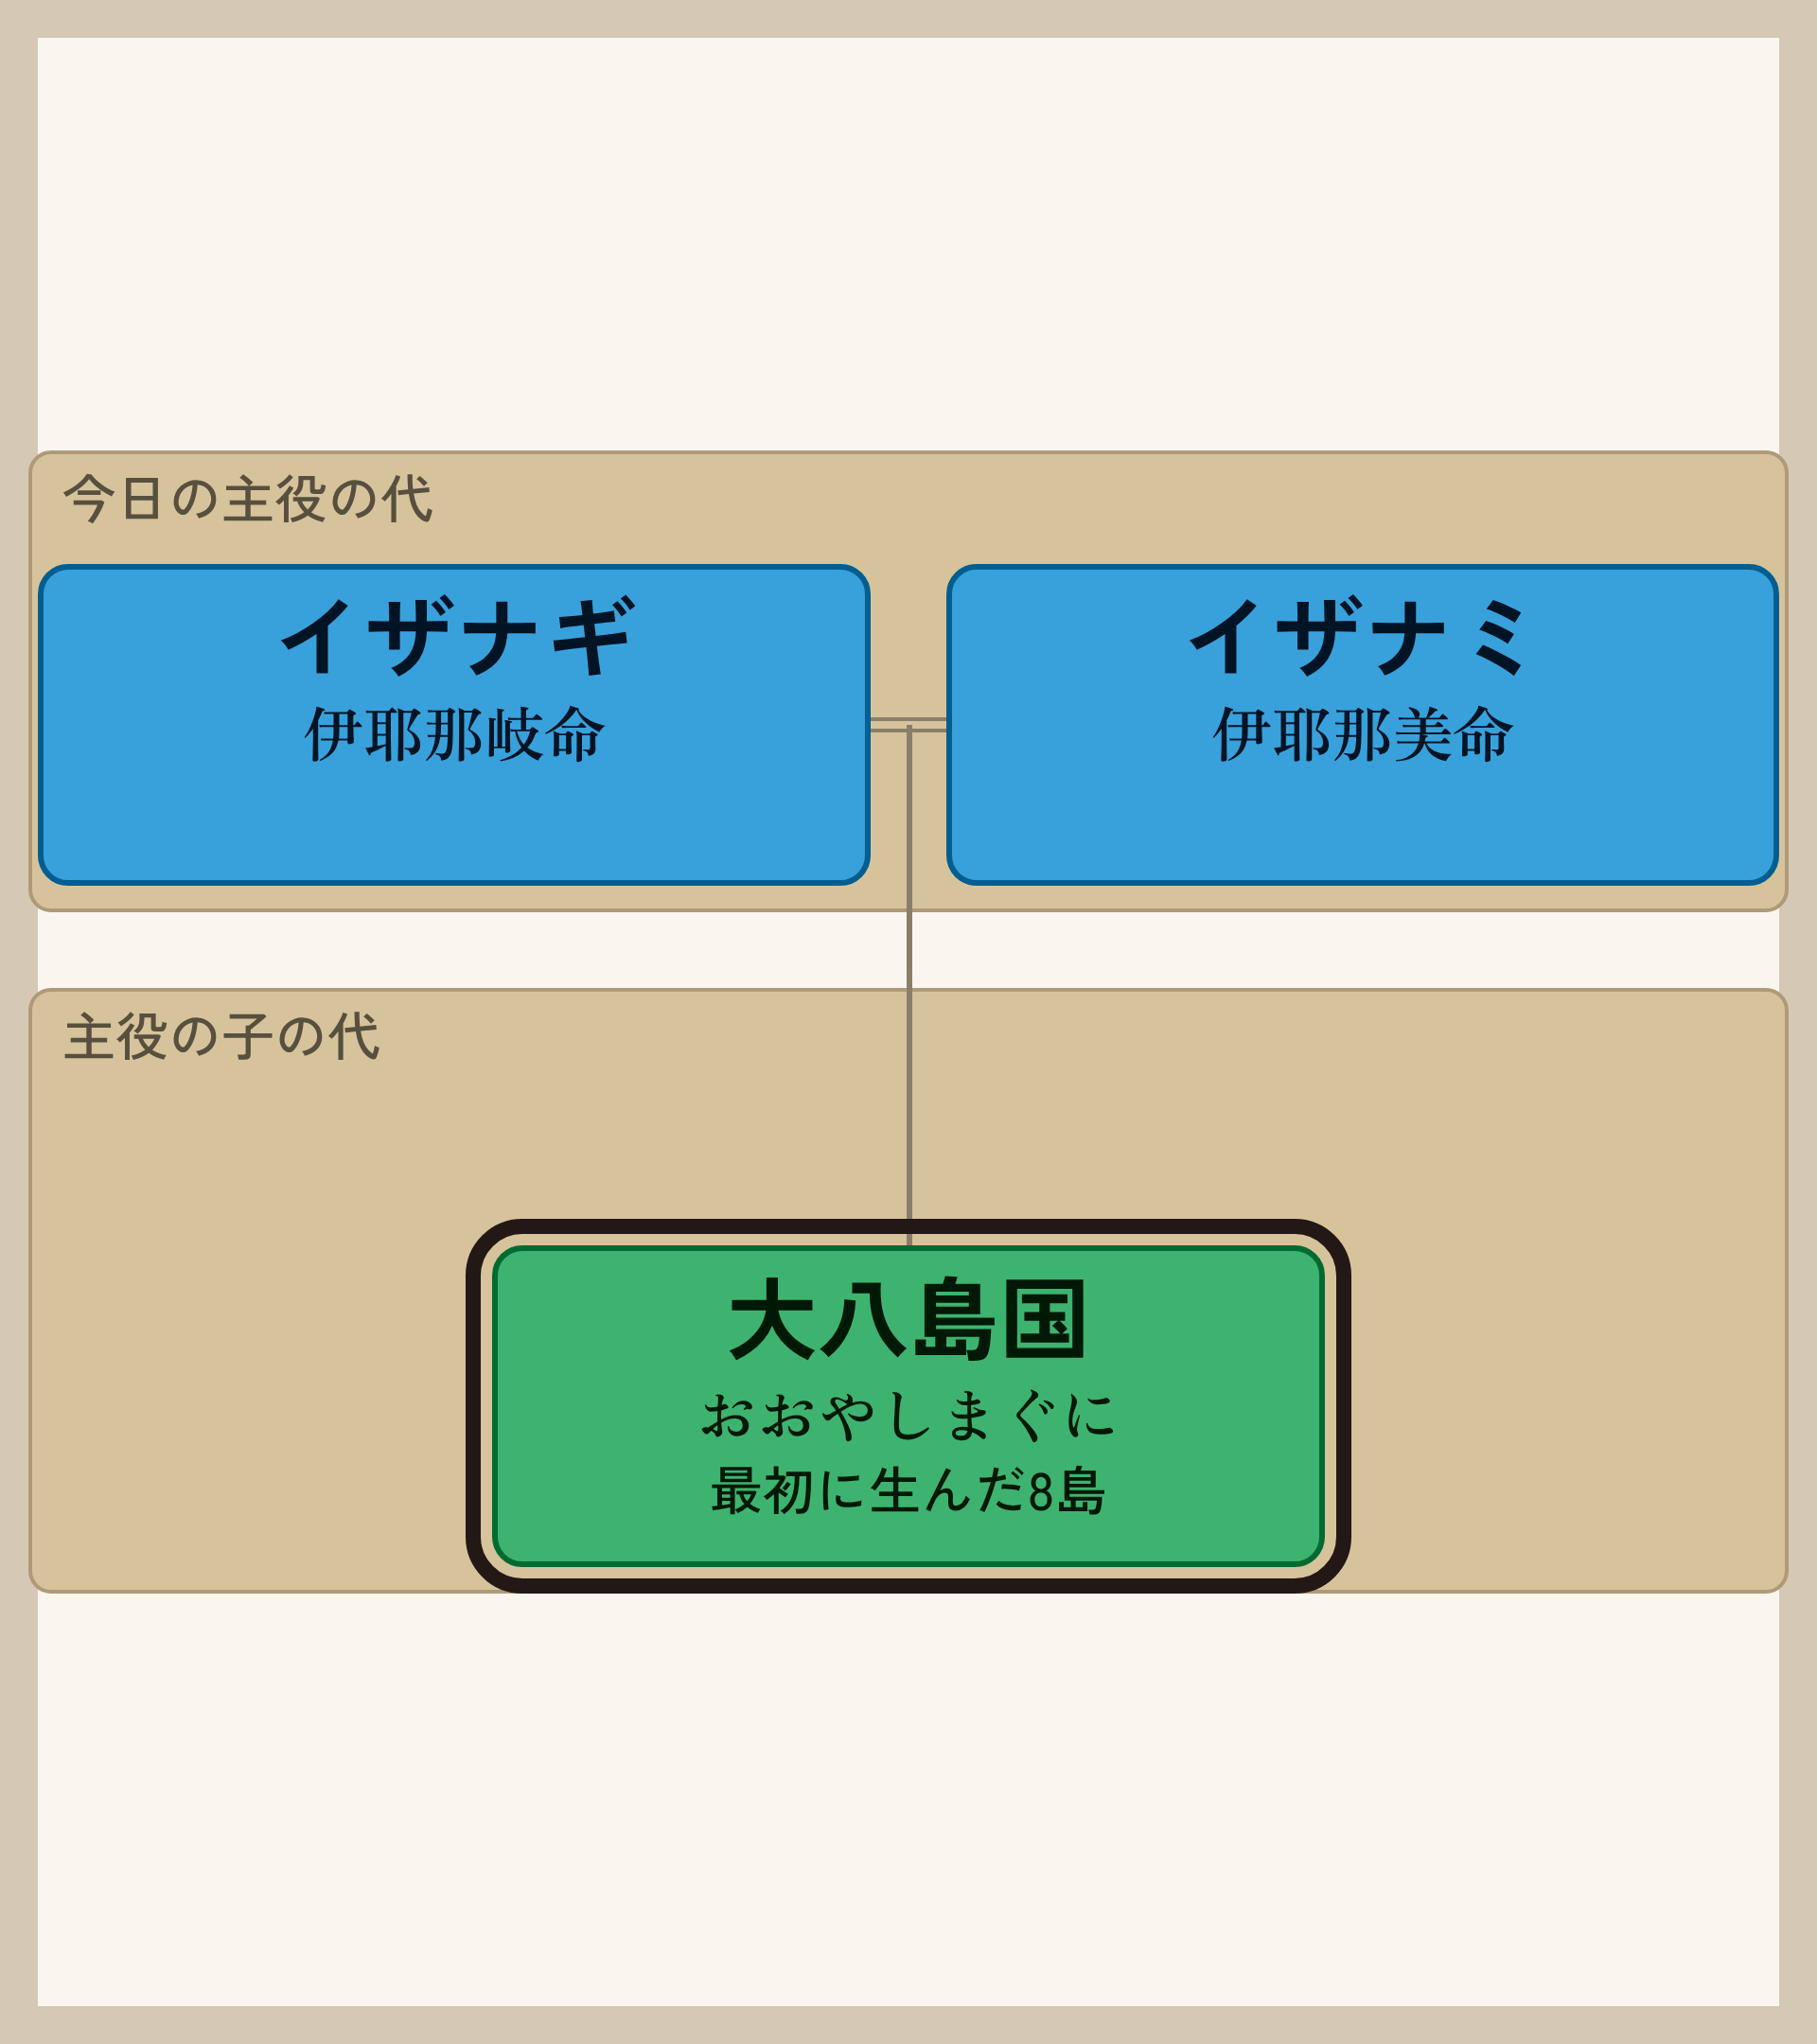 今日の主役の代
イザナギ
伊耶那岐命
イザナミ
伊耶那美命
主役の子の代
大八島国
おおやしまぐに
最初に生んだ8島